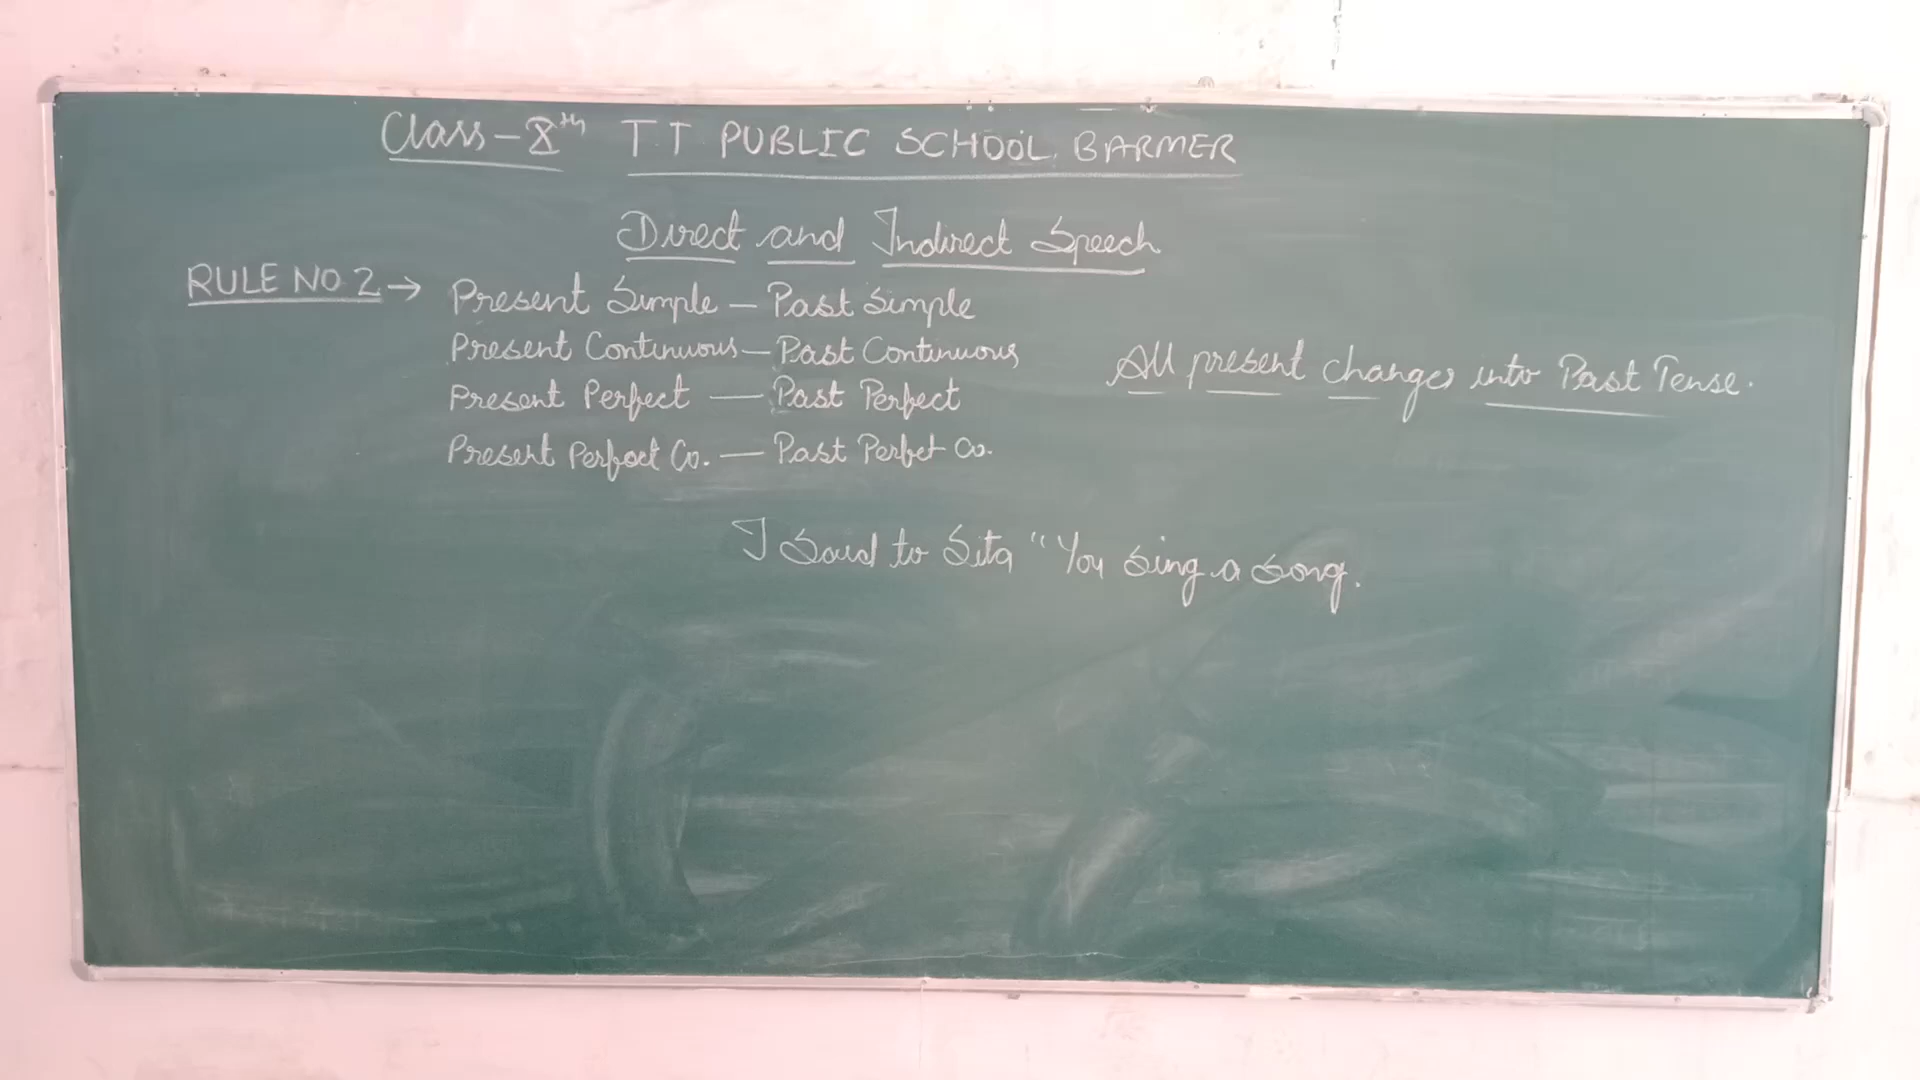 Class-8th T T PUBLIC SCHOOL, BARMER
Direct and Indirect Speech
RULE NO 2 → Present Simple — Past Simple
Present Continuous — Past Continuous
All present changes into Past Tense.
Present Perfect — Past Perfect
Present Perfect Co. — Past Perfet Co.
I Said to Sita "You sing a song.